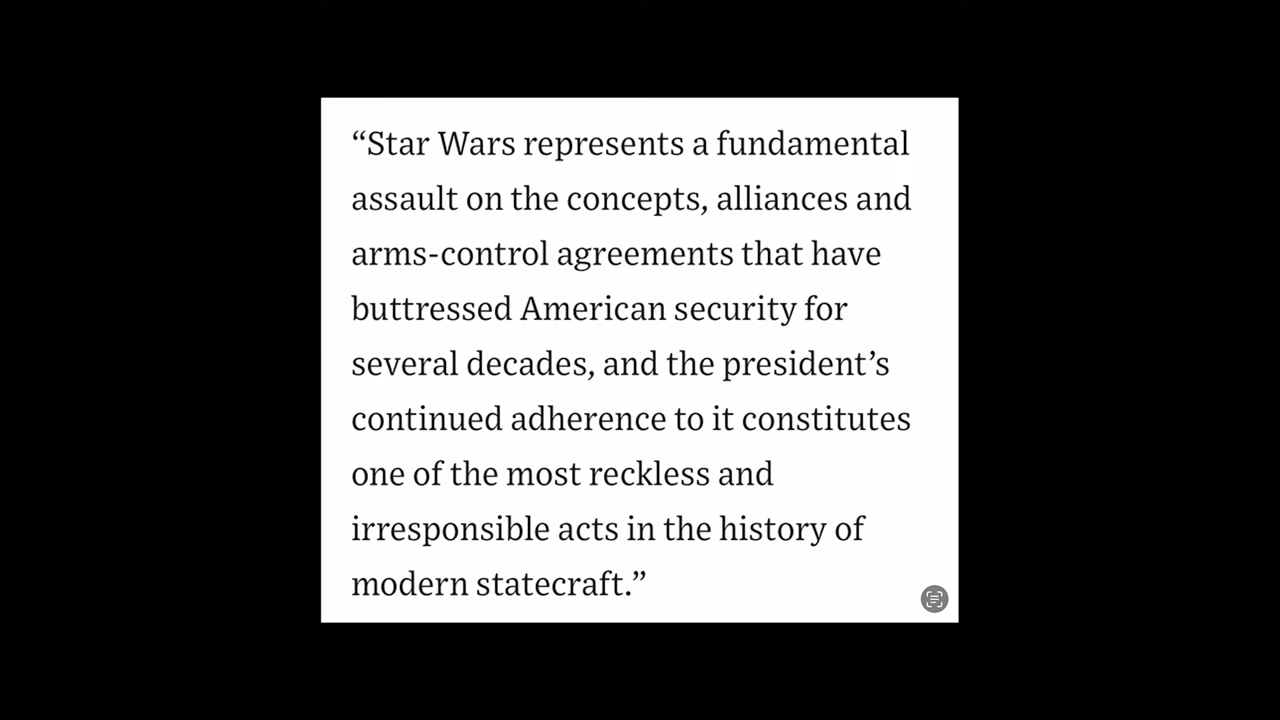 “Star Wars represents a fundamental
assault on the concepts, alliances and
arms-control agreements that have
buttressed American security for
several decades, and the president’s
continued adherence to it constitutes
one of the most reckless and
irresponsible acts in the history of
modern statecraft.”